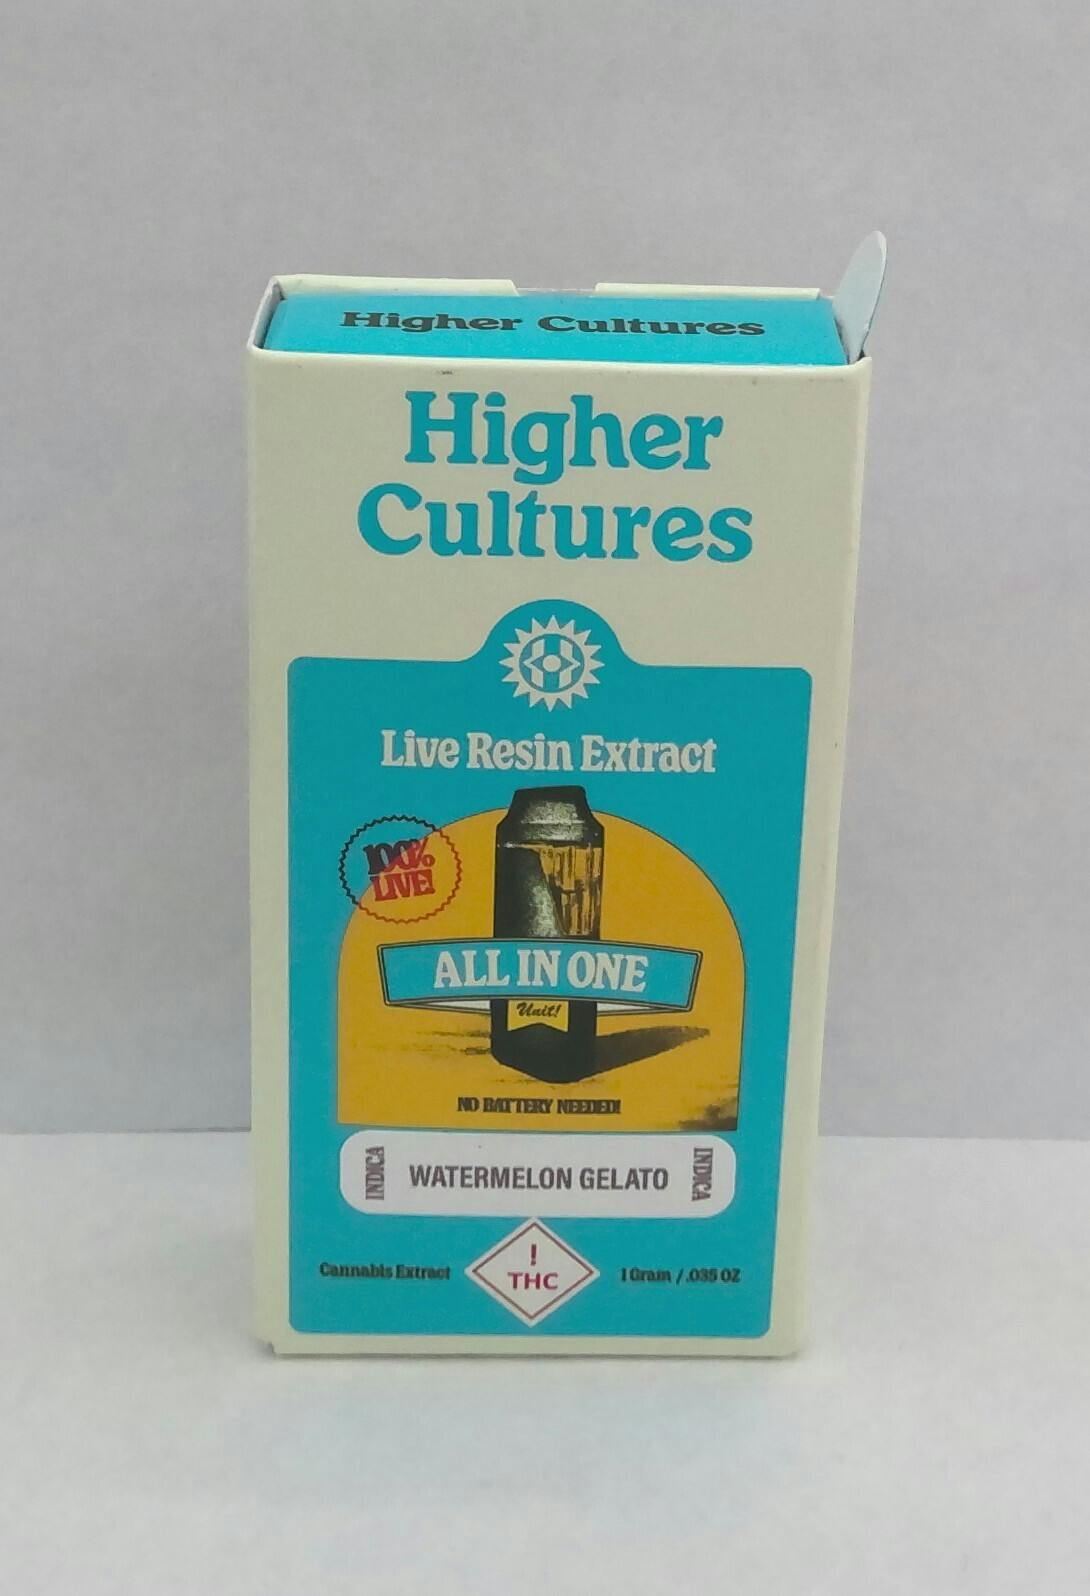 Higher Cultures
Higher
Cultures
Live Resin Extract
100%
LIVE!
ALL IN ONE
Unit!
NO BATTERY NEEDED!
INDICA
WATERMELON GELATO
INDICA
Cannabis Extract
!
THC
1 Gram / .035 OZ